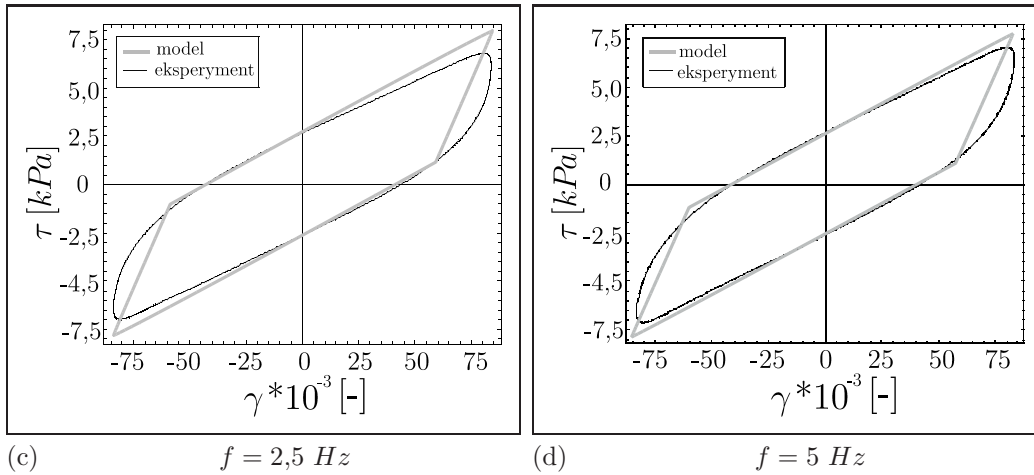 7,5
model
eksperyment
5,0
2,5
0
-2,5
-4,5
-7,5
τ [kPa]
-75 -50 -25 0 25 50 75
γ*10⁻³ [-]
(c) f = 2,5 Hz
7,5
model
eksperyment
5,0
2,5
0
-2,5
-4,5
-7,5
τ [kPa]
-75 -50 -25 0 25 50 75
γ*10⁻³ [-]
(d) f = 5 Hz